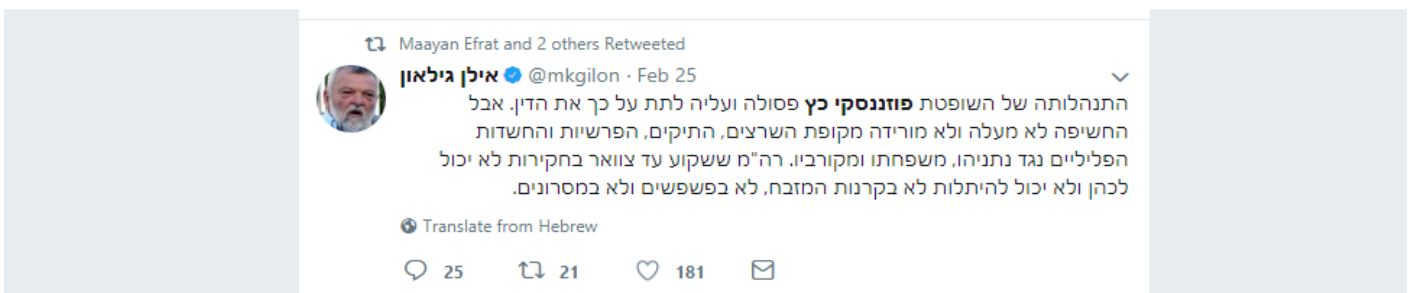 Maayan Efrat and 2 others Retweeted
אילן גילאון @mkgilon · Feb 25
התנהלותה של השופטת פוזננסקי כץ פסולה ועליה לתת על כך את הדין. אבל
החשיפה לא מעלה ולא מורידה מקופת השרצים, התיקים, הפרשיות והחשדות
הפליליים נגד נתניהו, משפחתו ומקורביו. רה"מ ששקוע עד צוואר בחקירות לא יכול
לכהן ולא יכול להיתלות לא בקרנות המזבח, לא בפשפשים ולא במסרונים.
Translate from Hebrew
25 21 181